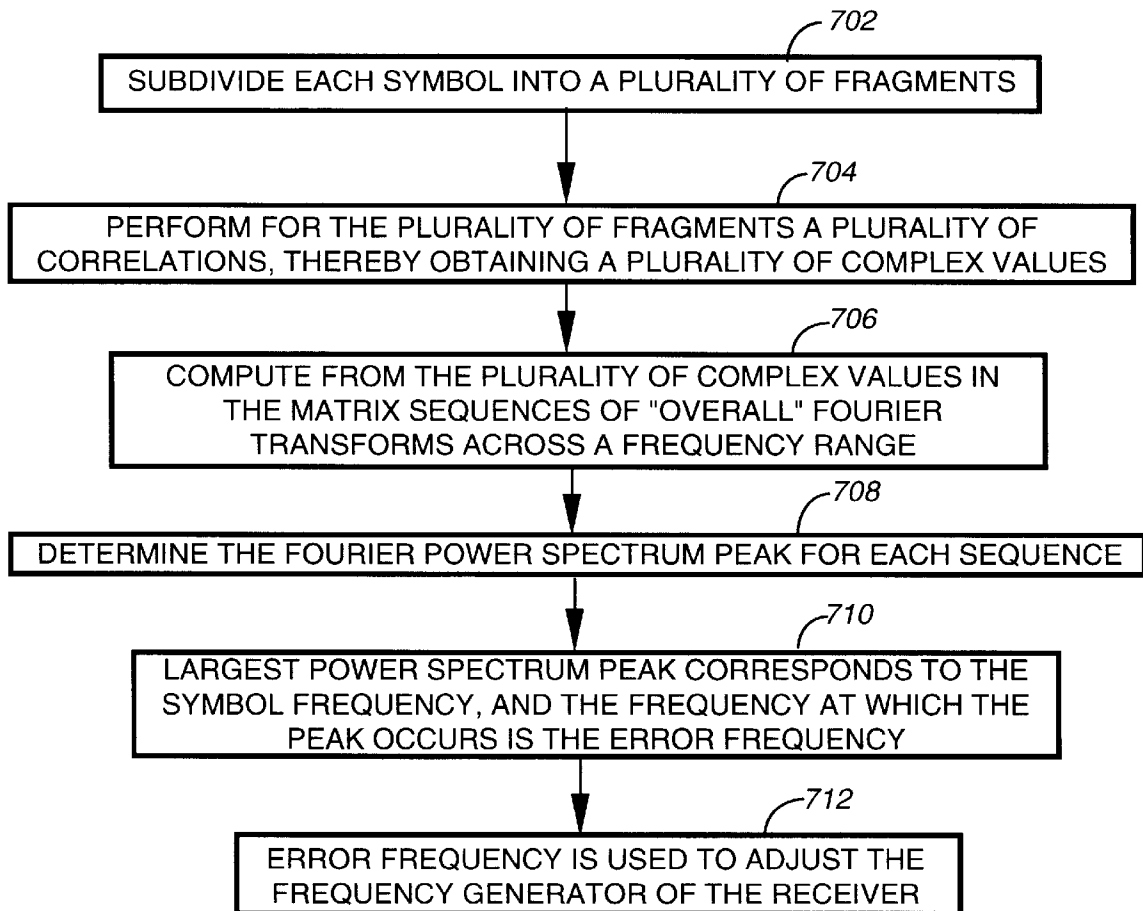 702
SUBDIVIDE EACH SYMBOL INTO A PLURALITY OF FRAGMENTS
704
PERFORM FOR THE PLURALITY OF FRAGMENTS A PLURALITY OF
CORRELATIONS, THEREBY OBTAINING A PLURALITY OF COMPLEX VALUES
706
COMPUTE FROM THE PLURALITY OF COMPLEX VALUES IN
THE MATRIX SEQUENCES OF "OVERALL" FOURIER
TRANSFORMS ACROSS A FREQUENCY RANGE
708
DETERMINE THE FOURIER POWER SPECTRUM PEAK FOR EACH SEQUENCE
710
LARGEST POWER SPECTRUM PEAK CORRESPONDS TO THE
SYMBOL FREQUENCY, AND THE FREQUENCY AT WHICH THE
PEAK OCCURS IS THE ERROR FREQUENCY
712
ERROR FREQUENCY IS USED TO ADJUST THE
FREQUENCY GENERATOR OF THE RECEIVER